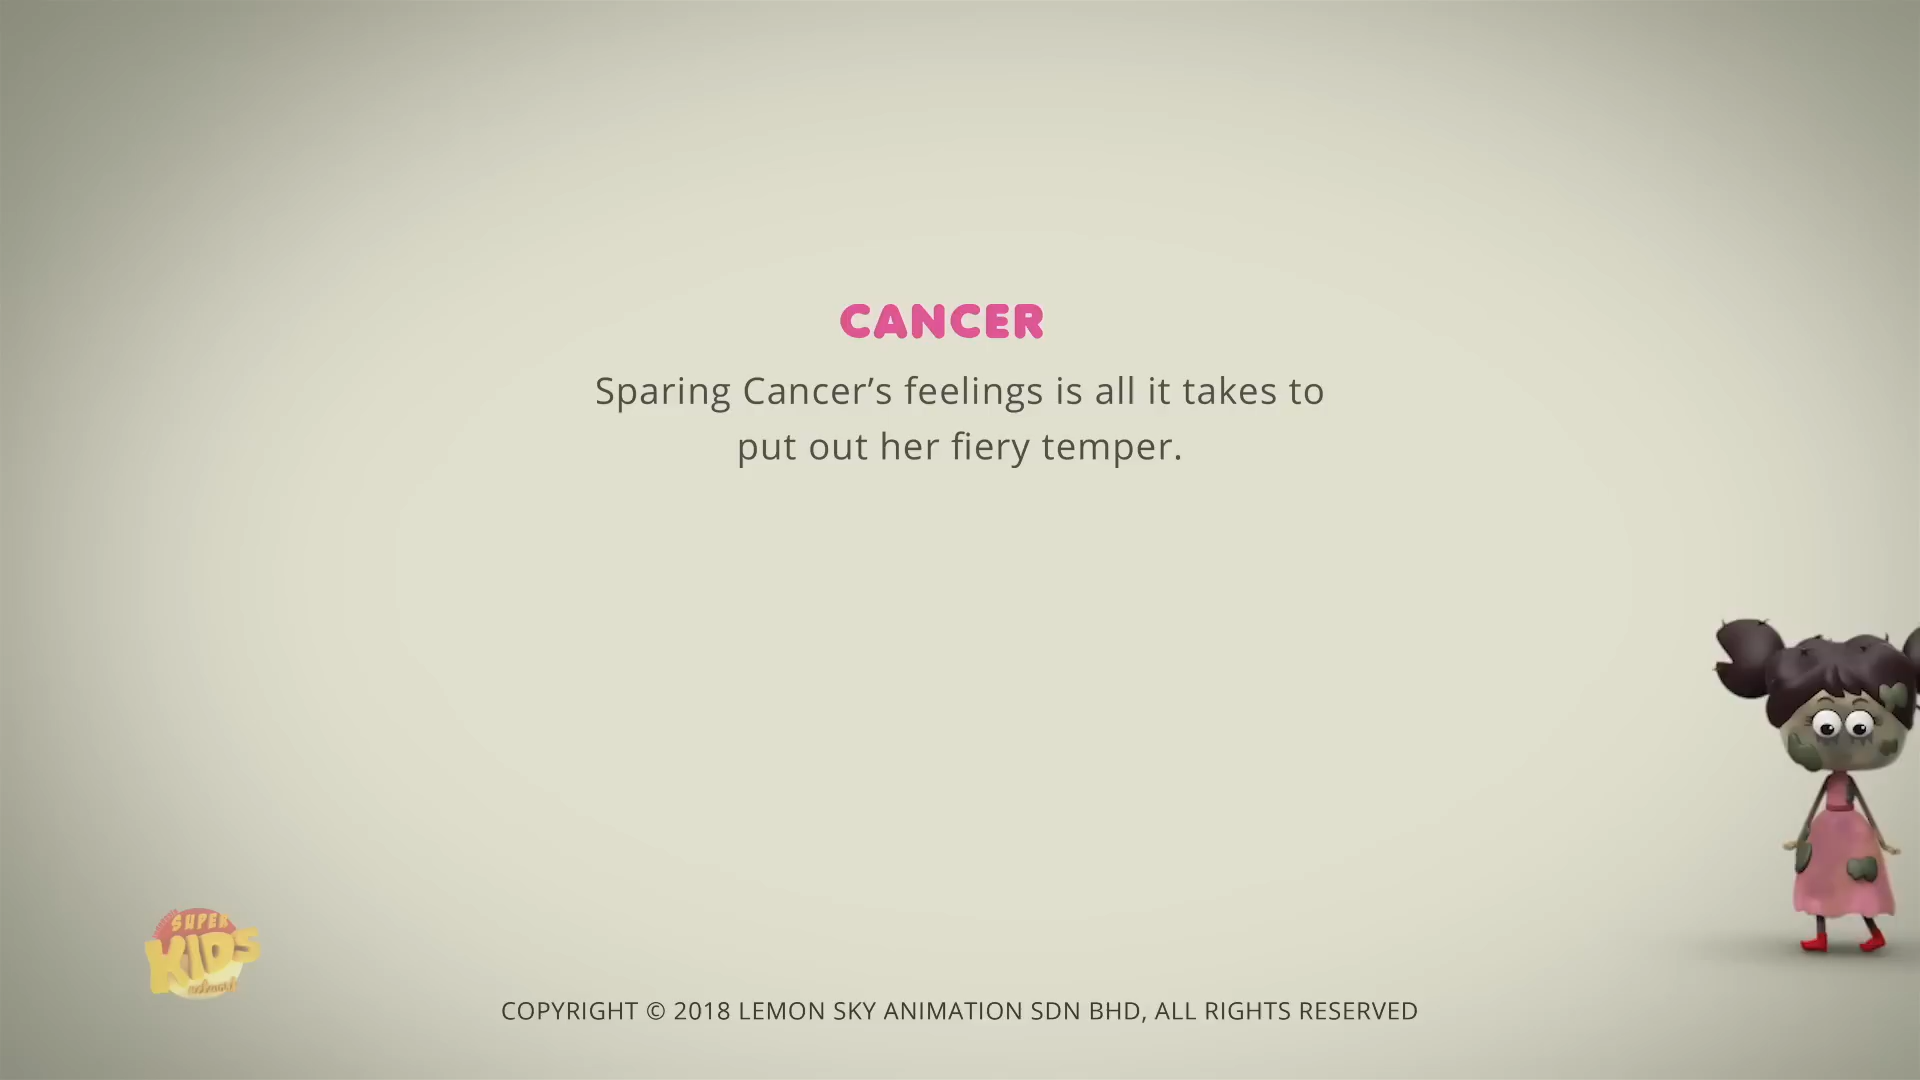 CANCER
Sparing Cancer’s feelings is all it takes to
put out her fiery temper.
SUPER
KIDS
COPYRIGHT © 2018 LEMON SKY ANIMATION SDN BHD, ALL RIGHTS RESERVED